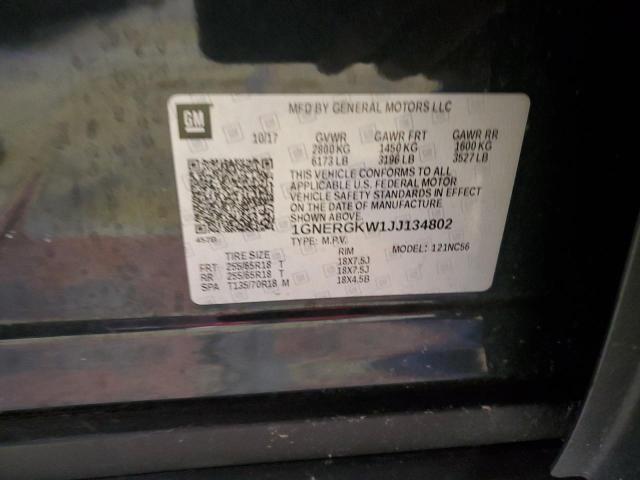 GM
MFD BY GENERAL MOTORS LLC
10/17 GVWR GAWR FRT GAWR RR
2800 KG 1450 KG 1600 KG
6173 LB 3196 LB 3527 LB
THIS VEHICLE CONFORMS TO ALL
APPLICABLE U.S. FEDERAL MOTOR
VEHICLE SAFETY STANDARDS IN EFFECT
ON THE DATE OF MANUFACTURE
SHOWN ABOVE.
1GNERGKW1JJ134802
TYPE: M.P.V. MODEL: 121NC56
TIRE SIZE RIM
FRT 255/65R18 T 18X7.5J
RR 255/65R18 T 18X7.5J
SPA T135/70R18 M 18X4.5B